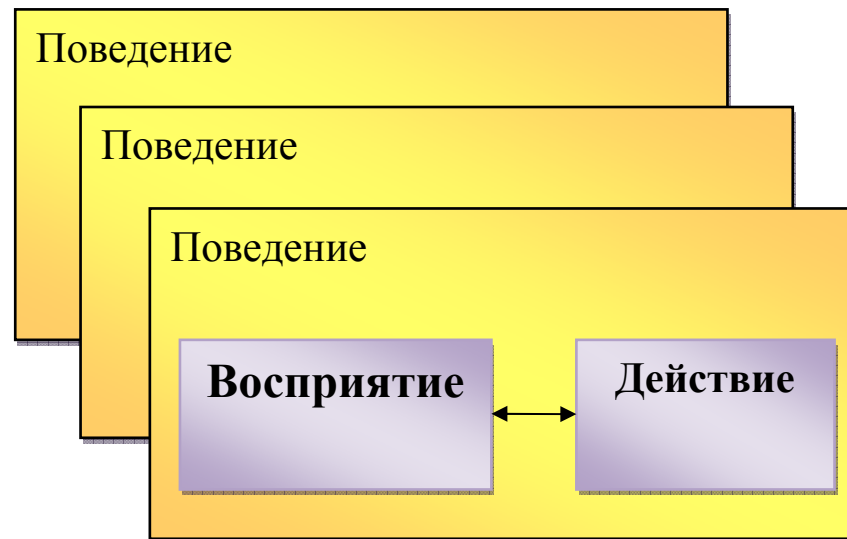 Поведение
Поведение
Поведение
Восприятие
Действие